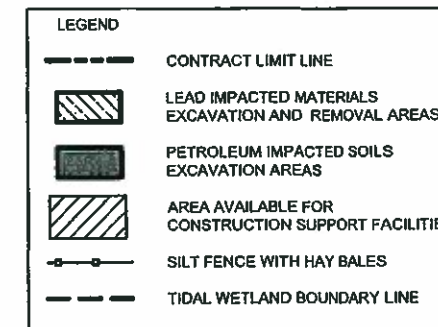 LEGEND
CONTRACT LIMIT LINE
LEAD IMPACTED MATERIALS
EXCAVATION AND REMOVAL AREAS
PETROLEUM IMPACTED SOILS
EXCAVATION AREAS
AREA AVAILABLE FOR
CONSTRUCTION SUPPORT FACILITIE
SILT FENCE WITH HAY BALES
TIDAL WETLAND BOUNDARY LINE